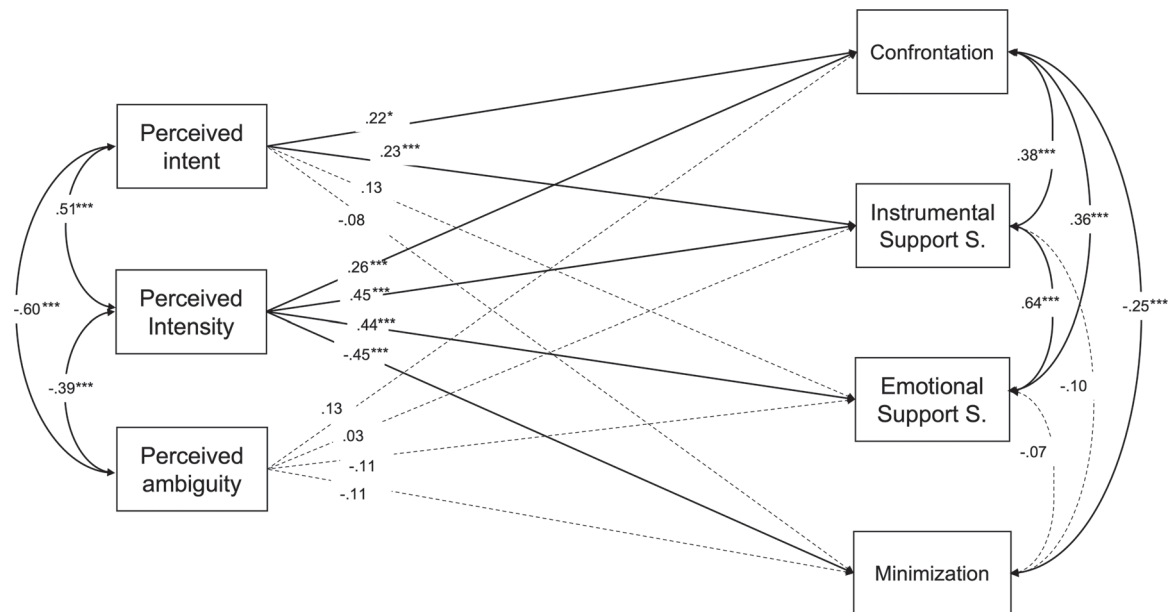 Confrontation
Perceived
intent
.22*
.23***
.13
-.08
.38***
.51***
Instrumental
Support S.
.36***
.26***
.45***
.44***
-.45***
Perceived
Intensity
-.60***
.64***
-.25***
-.39***
Emotional
Support S.
-.10
.13
.03
-.11
-.11
-.07
Perceived
ambiguity
Minimization